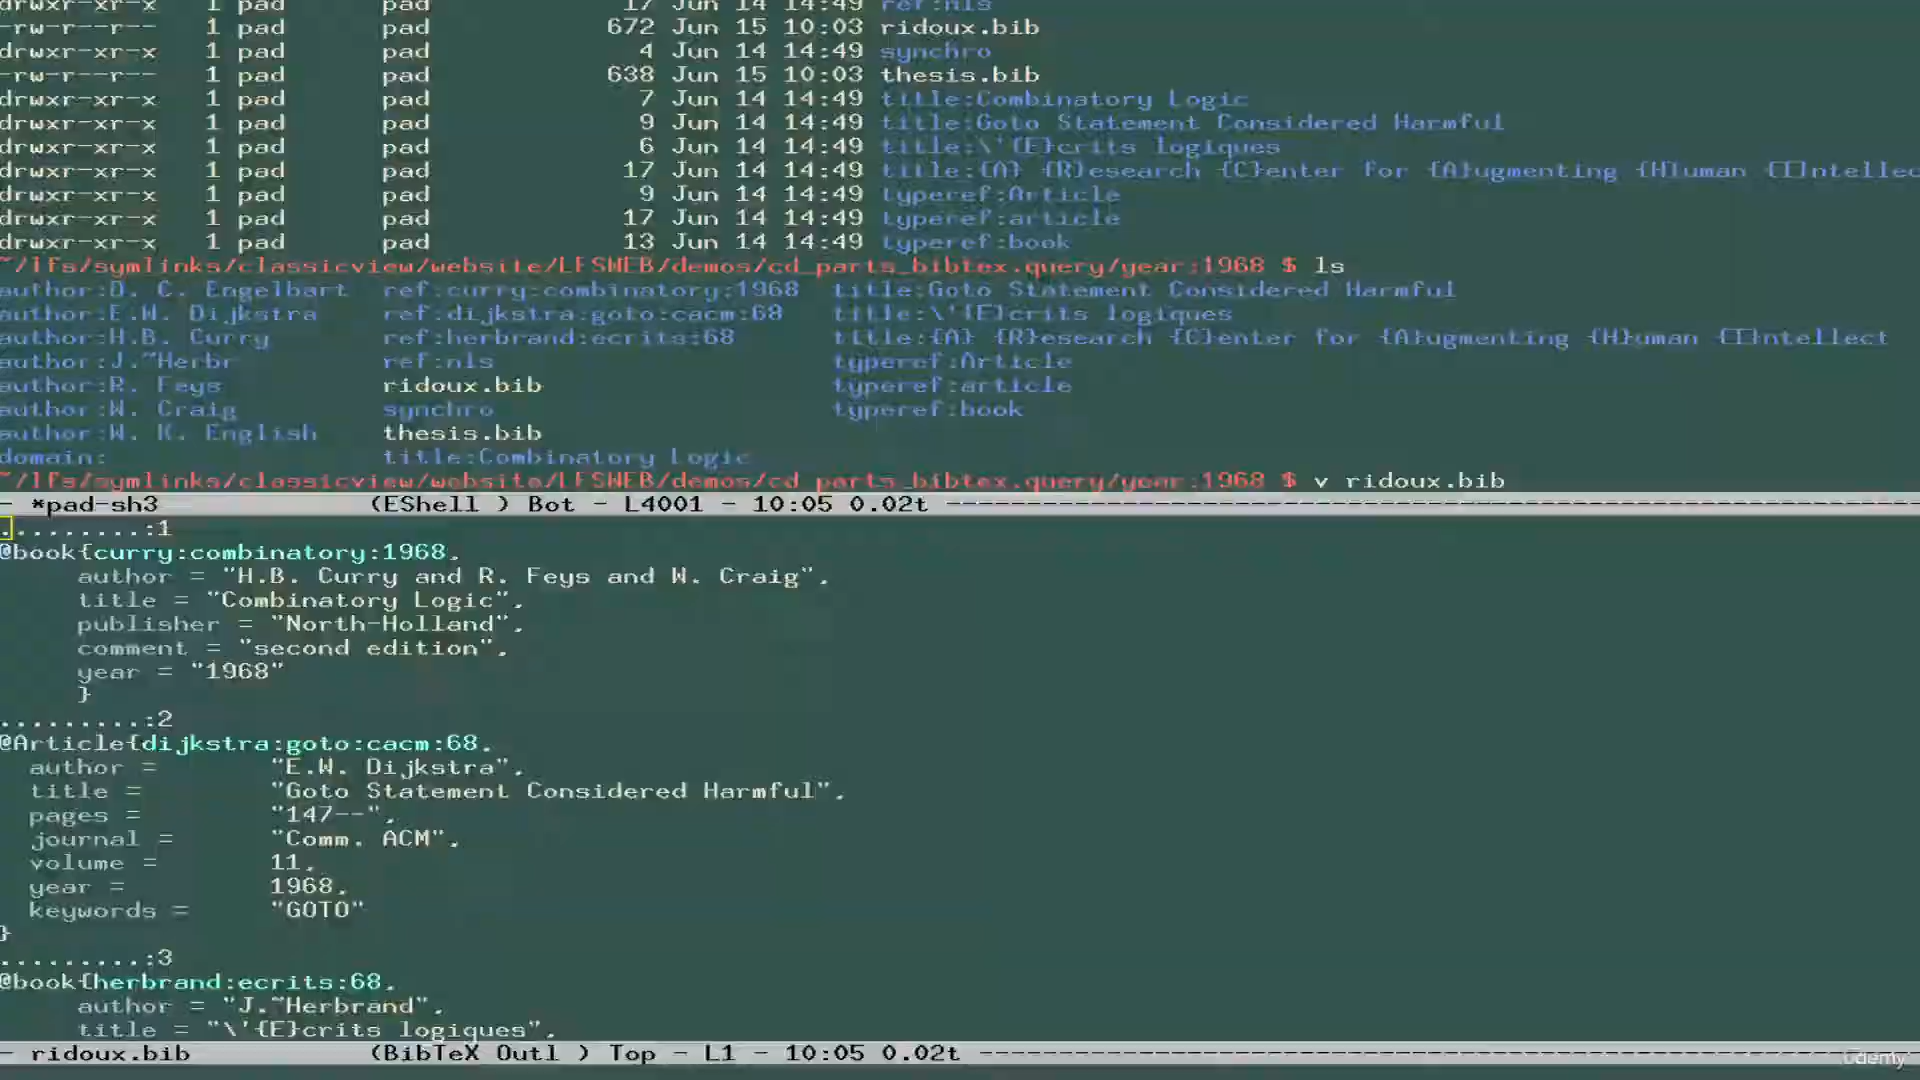 drwxr-xr-x 1 pad pad 17 Jun 14 14:49 ref:nls
-rw-r--r-- 1 pad pad 672 Jun 15 10:03 ridoux.bib
drwxr-xr-x 1 pad pad 4 Jun 14 14:49 synchro
-rw-r--r-- 1 pad pad 638 Jun 15 10:03 thesis.bib
drwxr-xr-x 1 pad pad 7 Jun 14 14:49 title:Combinatory Logic
drwxr-xr-x 1 pad pad 9 Jun 14 14:49 title:Goto Statement Considered Harmful
drwxr-xr-x 1 pad pad 6 Jun 14 14:49 title:\'{E}crits logiques
drwxr-xr-x 1 pad pad 17 Jun 14 14:49 title:{A} {R}esearch {C}enter for {A}ugmenting {H}uman {I}ntellec
drwxr-xr-x 1 pad pad 9 Jun 14 14:49 typeref:Article
drwxr-xr-x 1 pad pad 17 Jun 14 14:49 typeref:article
drwxr-xr-x 1 pad pad 13 Jun 14 14:49 typeref:book
~/lfs/symlinks/classicview/website/LFSWEB/demos/cd_parts_bibtex.query/year:1968 $ ls
author:D. C. Engelbart ref:curry:combinatory:1968 title:Goto Statement Considered Harmful
author:E.W. Dijkstra ref:dijkstra:goto:cacm:68 title:\'{E}crits logiques
author:H.B. Curry ref:herbrand:ecrits:68 title:{A} {R}esearch {C}enter for {A}ugmenting {H}uman {I}ntellect
author:J.~Herbr ref:nls typeref:Article
author:R. Feys ridoux.bib typeref:article
author:W. Craig synchro typeref:book
author:W. K. English thesis.bib
domain: title:Combinatory Logic
~/lfs/symlinks/classicview/website/LFSWEB/demos/cd_parts_bibtex.query/year:1968 $ v ridoux.bib
- *pad-sh3 (EShell ) Bot - L4001 - 10:05 0.02t ----------
.........:1
@book{curry:combinatory:1968,
author = "H.B. Curry and R. Feys and W. Craig",
title = "Combinatory Logic",
publisher = "North-Holland",
comment = "second edition",
year = "1968"
}
.........:2
@Article{dijkstra:goto:cacm:68,
author = "E.W. Dijkstra",
title = "Goto Statement Considered Harmful",
pages = "147--",
journal = "Comm. ACM",
volume = 11,
year = 1968,
keywords = "GOTO"
}
.........:3
@book{herbrand:ecrits:68,
author = "J.~Herbrand",
title = "\'{E}crits logiques",
- ridoux.bib (BibTeX Outl ) Top - L1 - 10:05 0.02t ----------
Udemy